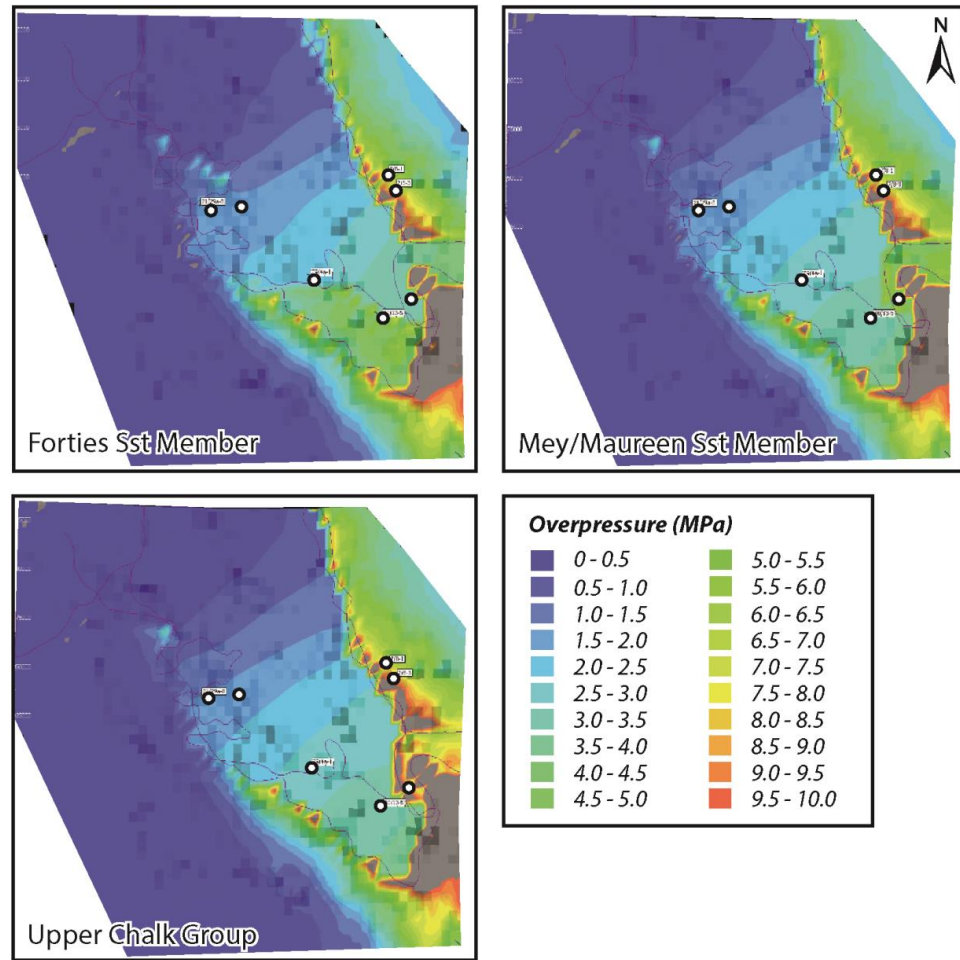 N
Forties Sst Member
Mey/Maureen Sst Member
Upper Chalk Group
Overpressure (MPa)
0 - 0.5
0.5 - 1.0
1.0 - 1.5
1.5 - 2.0
2.0 - 2.5
2.5 - 3.0
3.0 - 3.5
3.5 - 4.0
4.0 - 4.5
4.5 - 5.0
5.0 - 5.5
5.5 - 6.0
6.0 - 6.5
6.5 - 7.0
7.0 - 7.5
7.5 - 8.0
8.0 - 8.5
8.5 - 9.0
9.0 - 9.5
9.5 - 10.0